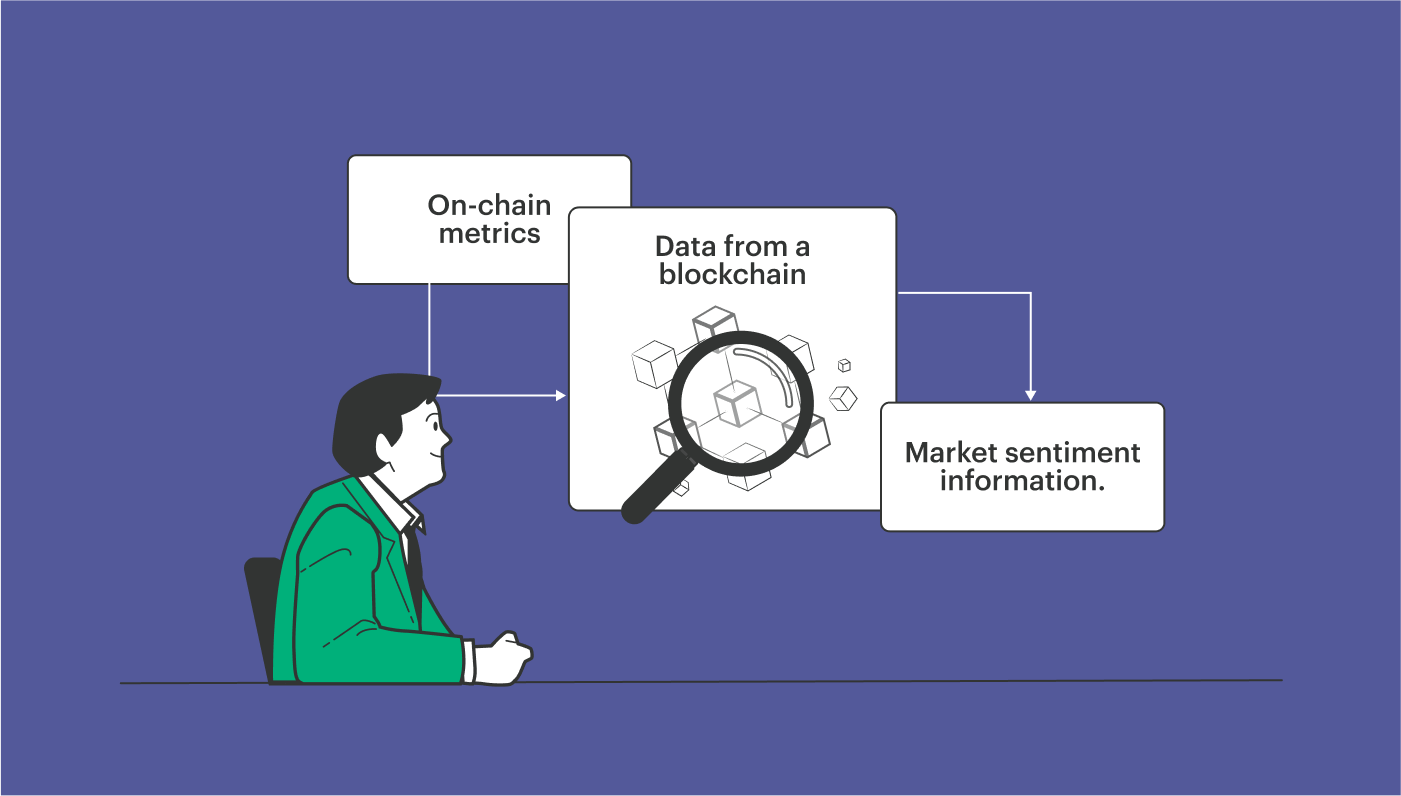 On-chain
metrics
Data from a
blockchain
Market sentiment
information.